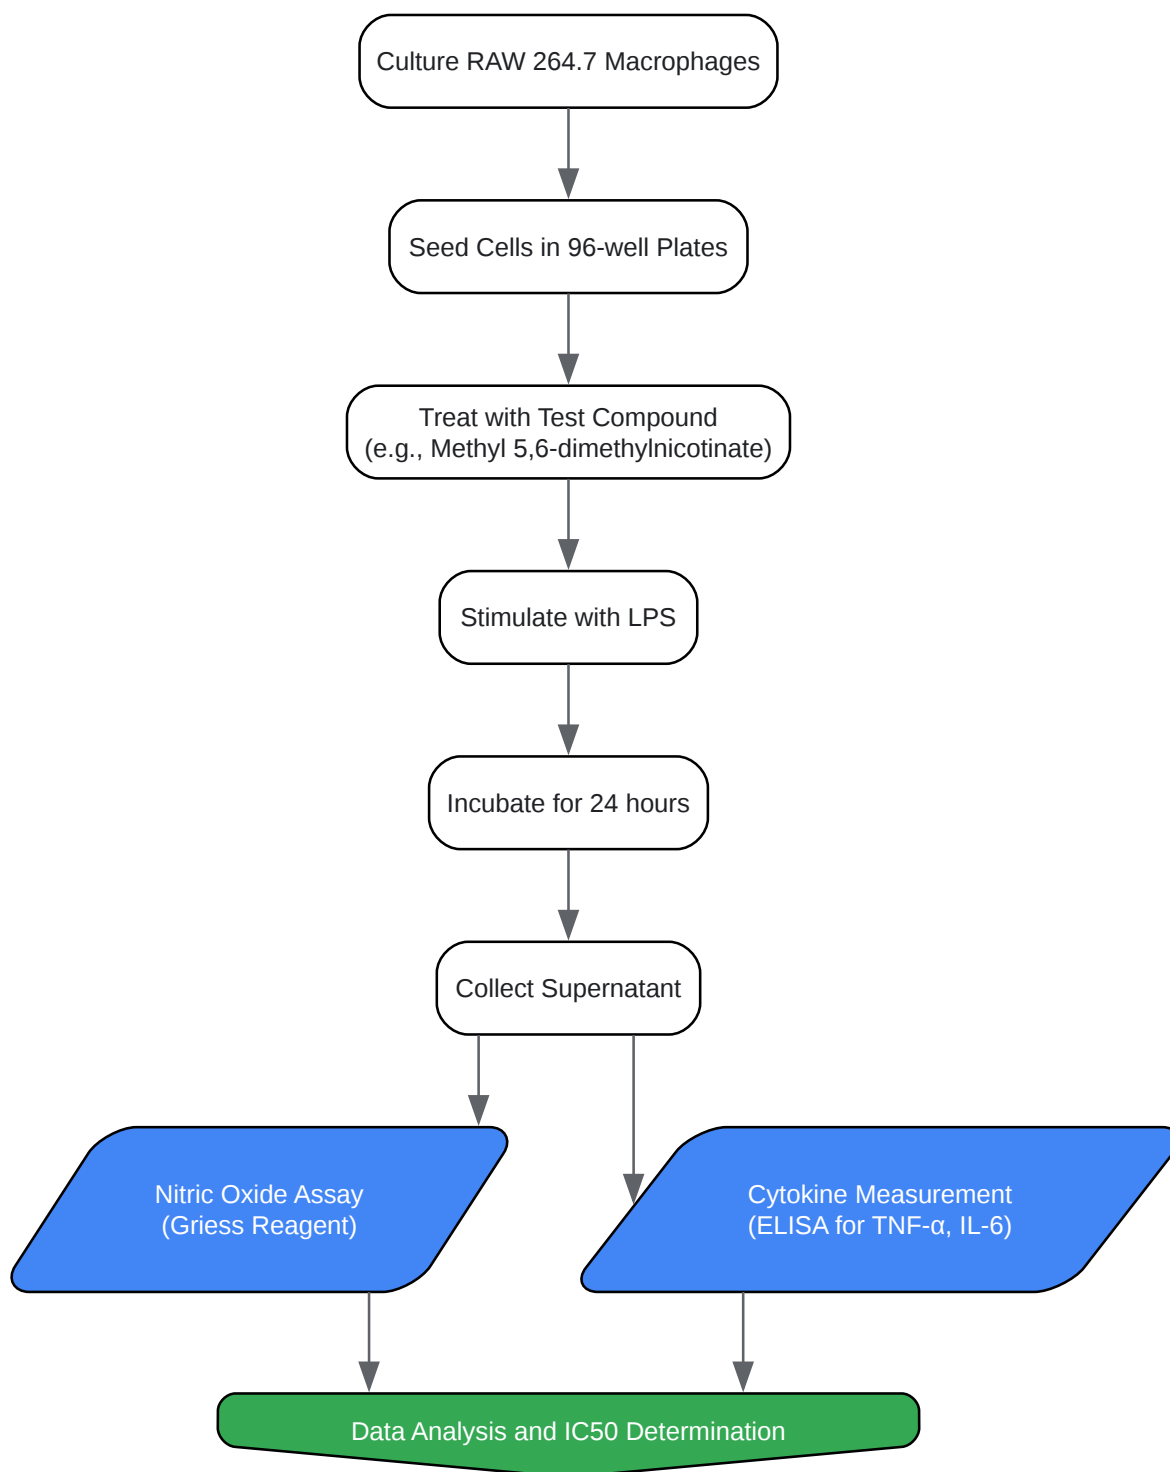 Culture RAW 264.7 Macrophages
Seed Cells in 96-well Plates
Treat with Test Compound
(e.g., Methyl 5,6-dimethylnicotinate)
Stimulate with LPS
Incubate for 24 hours
Collect Supernatant
Nitric Oxide Assay
(Griess Reagent)
Cytokine Measurement
(ELISA for TNF-α, IL-6)
Data Analysis and IC50 Determination